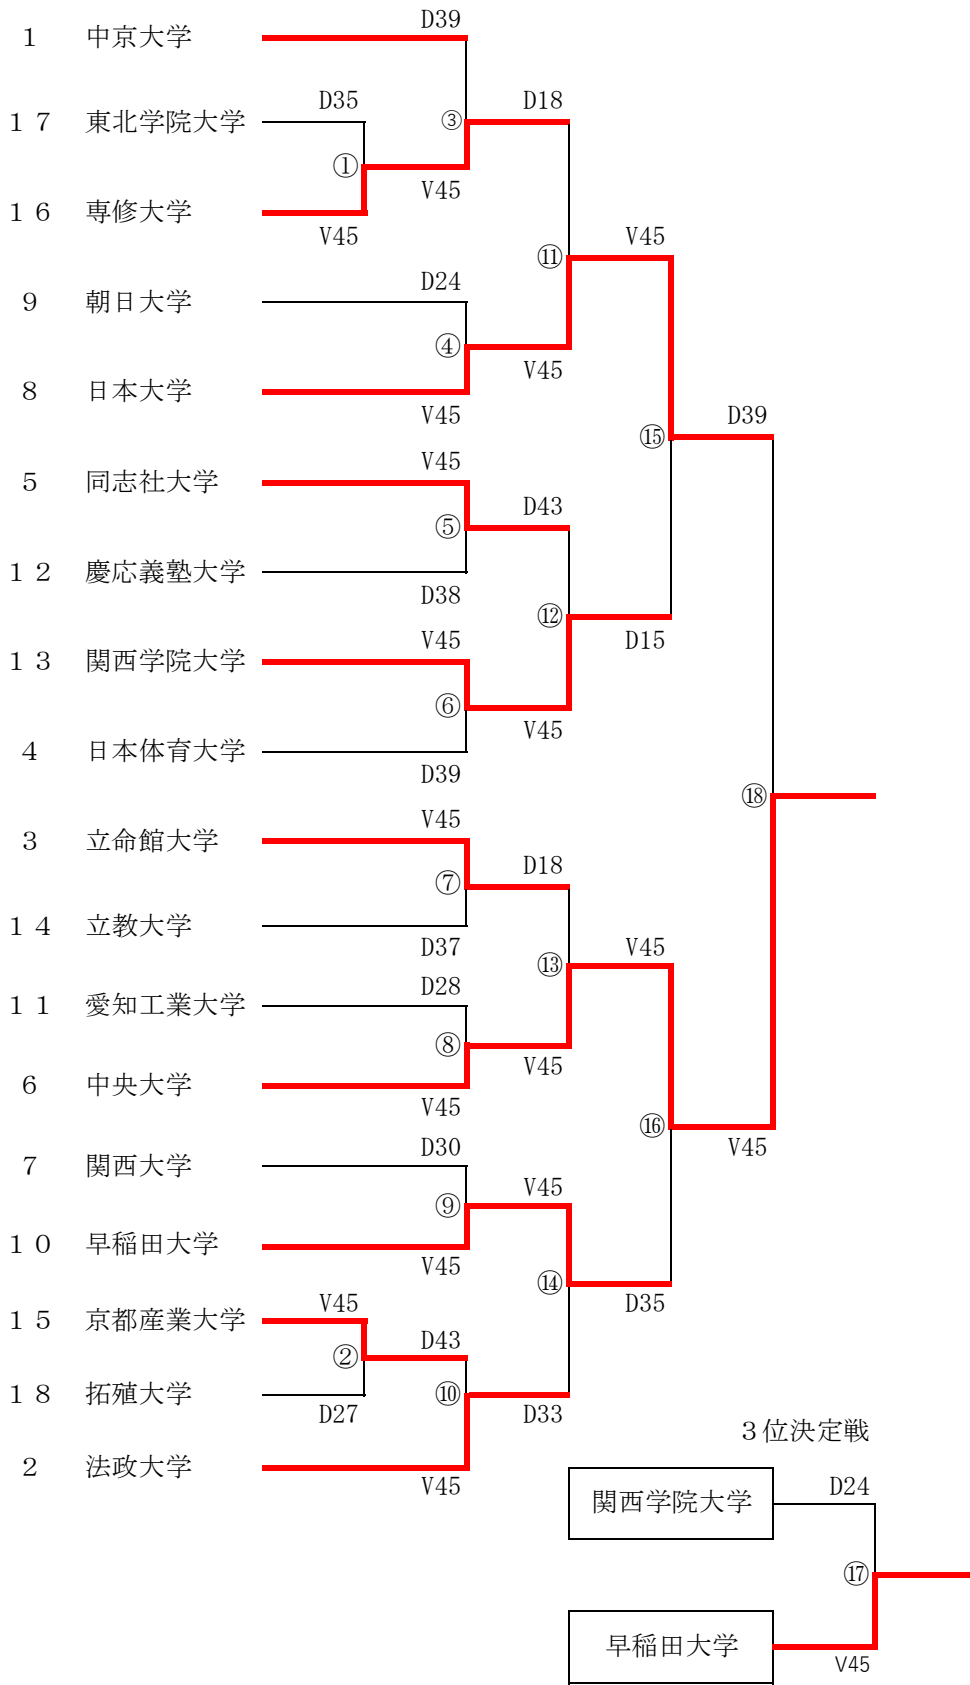 D39
１ 中京大学
D35 D18
１７ 東北学院大学 ③
①
V45
１６ 専修大学
V45 V45
⑪
D24
９ 朝日大学
④
V45
８ 日本大学
V45 D39
⑮
V45
５ 同志社大学
D43
⑤
１２ 慶応義塾大学
D38
⑫
V45 D15
１３ 関西学院大学
⑥
V45
４ 日本体育大学
D39
⑱
V45
３ 立命館大学
D18
⑦
１４ 立教大学
D37 V45
⑬
D28
１１ 愛知工業大学
⑧
V45
６ 中央大学
V45
⑯
D30 V45
７ 関西大学
V45
⑨
１０ 早稲田大学
V45
⑭
V45 D35
１５ 京都産業大学
D43
②
１８ 拓殖大学 ⑩
D27 D33
３位決定戦
２ 法政大学
V45 D24
関西学院大学
⑰
早稲田大学
V45